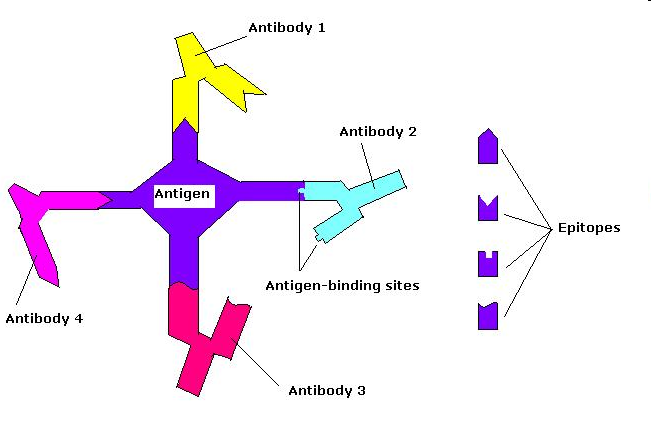 Antibody 1
Antibody 2
Antigen
Epitopes
Antigen-binding sites
Antibody 4
Antibody 3